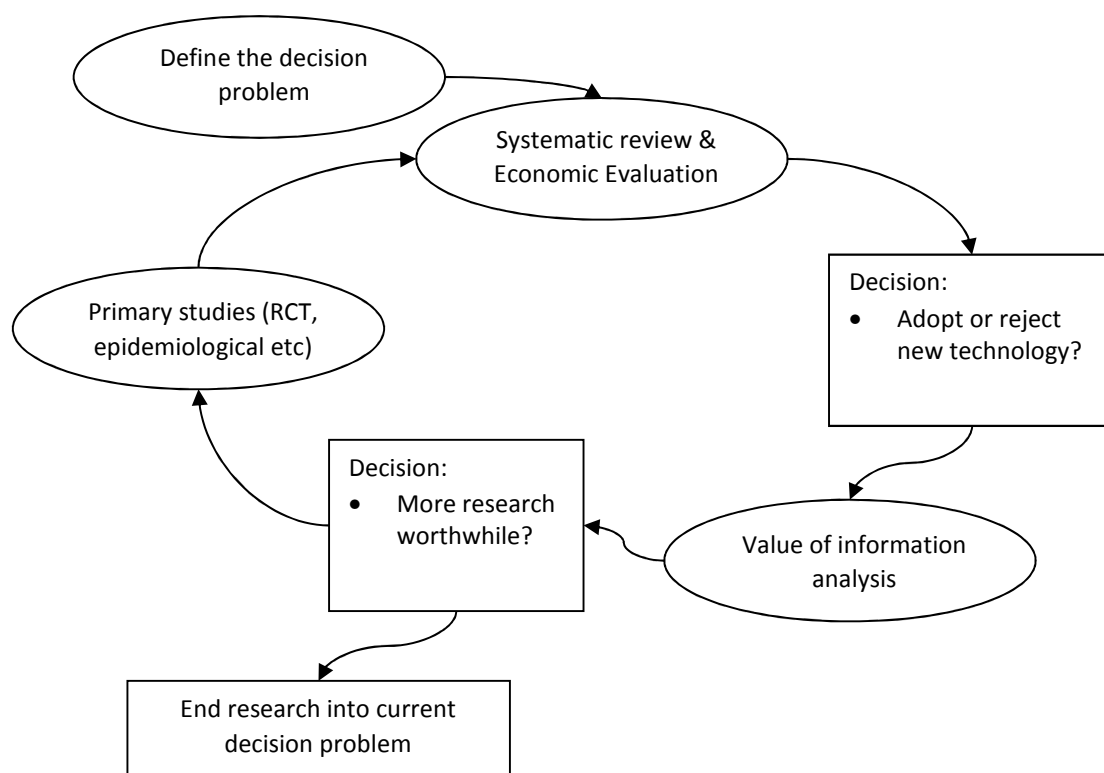 Define the decision
problem
Systematic review &
Economic Evaluation
Decision:
• Adopt or reject
new technology?
Value of information
analysis
Decision:
• More research
worthwhile?
Primary studies (RCT,
epidemiological etc)
End research into current
decision problem